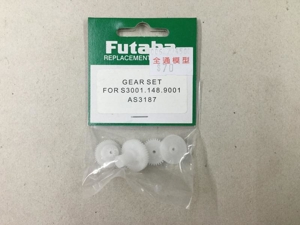 Futaba
REPLACEMENT
全通模型
GEAR SET
FOR S3001.148.9001
AS3187